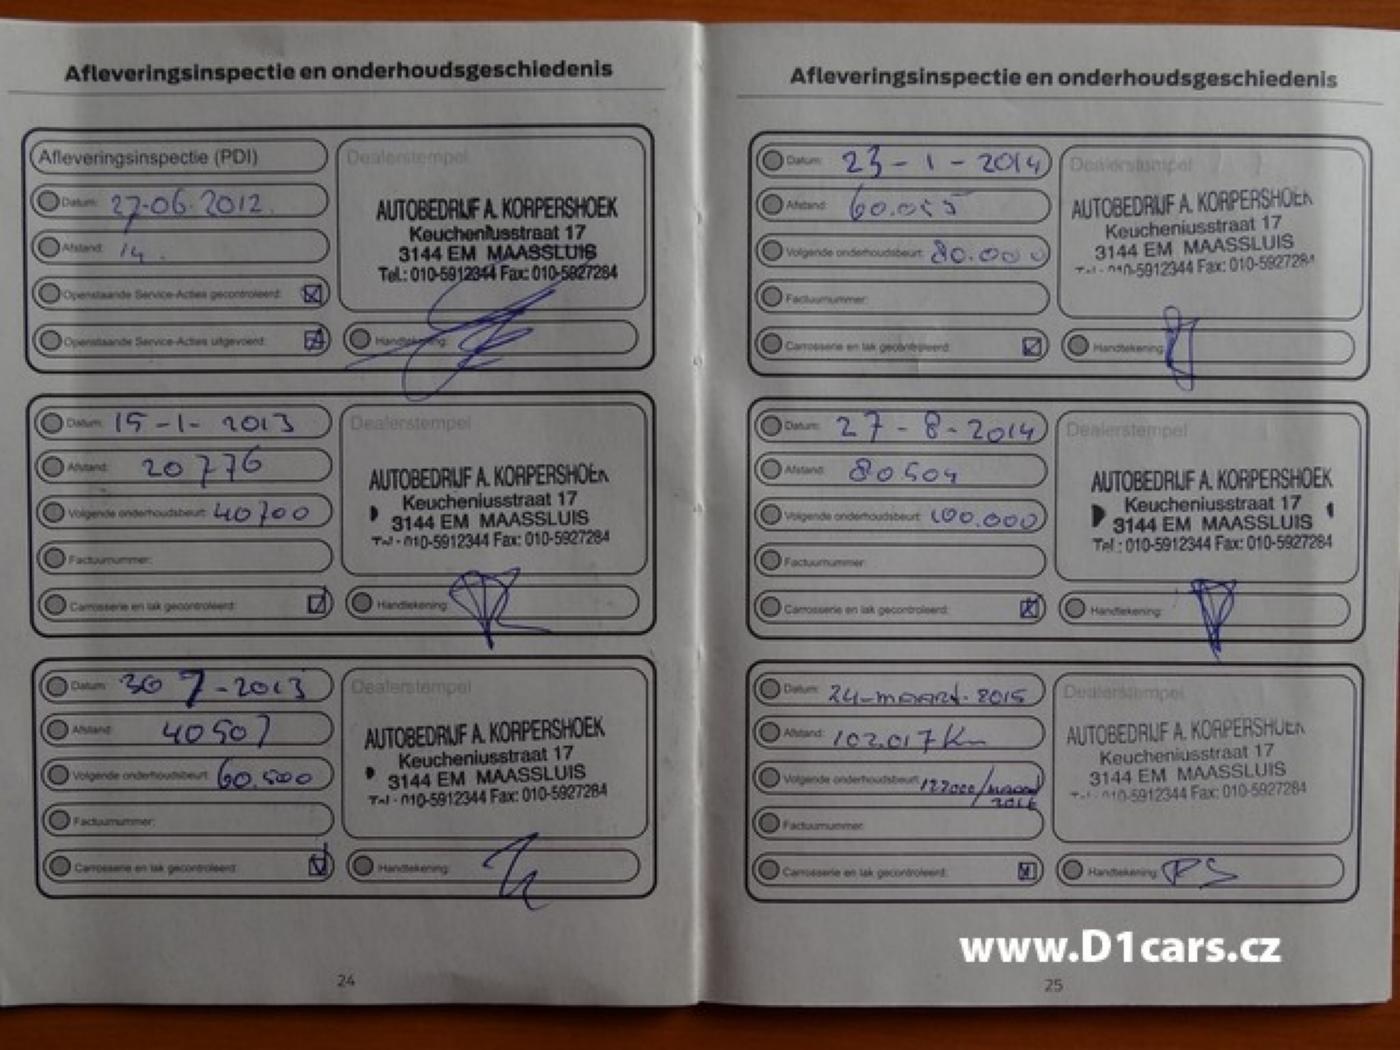 Afleveringsinspectie en onderhoudsgeschiedenis
Afleveringsinspectie (PDI)
Datum: 27-06-2012
Afstand: 14.
Openstaande Service-Acties gecontroleerd:
Openstaande Service-Acties uitgevoerd:
Dealerstempel
AUTOBEDRIJF A. KORPERSHOEK
Keucheniusstraat 17
3144 EM MAASSLUIS
Tel.: 010-5912344 Fax: 010-5927284
Handtekening:
Datum: 15-1-2013
Afstand: 20776
Volgende onderhoudsbeurt: 40700
Factuurnummer:
Carrosserie en lak gecontroleerd:
Dealerstempel
AUTOBEDRIJF A. KORPERSHOEK
Keucheniusstraat 17
3144 EM MAASSLUIS
Tel.: 010-5912344 Fax: 010-5927284
Handtekening:
Datum: 30 7-2013
Afstand: 40507
Volgende onderhoudsbeurt: 60.500
Factuurnummer:
Carrosserie en lak gecontroleerd:
Dealerstempel
AUTOBEDRIJF A. KORPERSHOEK
Keucheniusstraat 17
3144 EM MAASSLUIS
Tel.: 010-5912344 Fax: 010-5927284
Handtekening:
24
Afleveringsinspectie en onderhoudsgeschiedenis
Datum: 23-1-2014
Afstand:
Volgende onderhoudsbeurt: 80.000
Factuurnummer:
Carrosserie en lak gecontroleerd:
Dealerstempel
AUTOBEDRIJF A. KORPERSHOEK
Keucheniusstraat 17
3144 EM MAASSLUIS
Tel.: 010-5912344 Fax: 010-5927284
Handtekening:
Datum: 27-8-2014
Afstand: 80504
Volgende onderhoudsbeurt: 100.000
Factuurnummer:
Carrosserie en lak gecontroleerd:
Dealerstempel
AUTOBEDRIJF A. KORPERSHOEK
Keucheniusstraat 17
3144 EM MAASSLUIS
Tel.: 010-5912344 Fax: 010-5927284
Handtekening:
Datum: 24-maart-2015
Afstand: 102.017 Km
Volgende onderhoudsbeurt: 122000/maart
2016
Factuurnummer:
Carrosserie en lak gecontroleerd:
Dealerstempel
AUTOBEDRIJF A. KORPERSHOEK
Keucheniusstraat 17
3144 EM MAASSLUIS
Tel.: 010-5912344 Fax: 010-5927284
Handtekening:
www.D1cars.cz
25